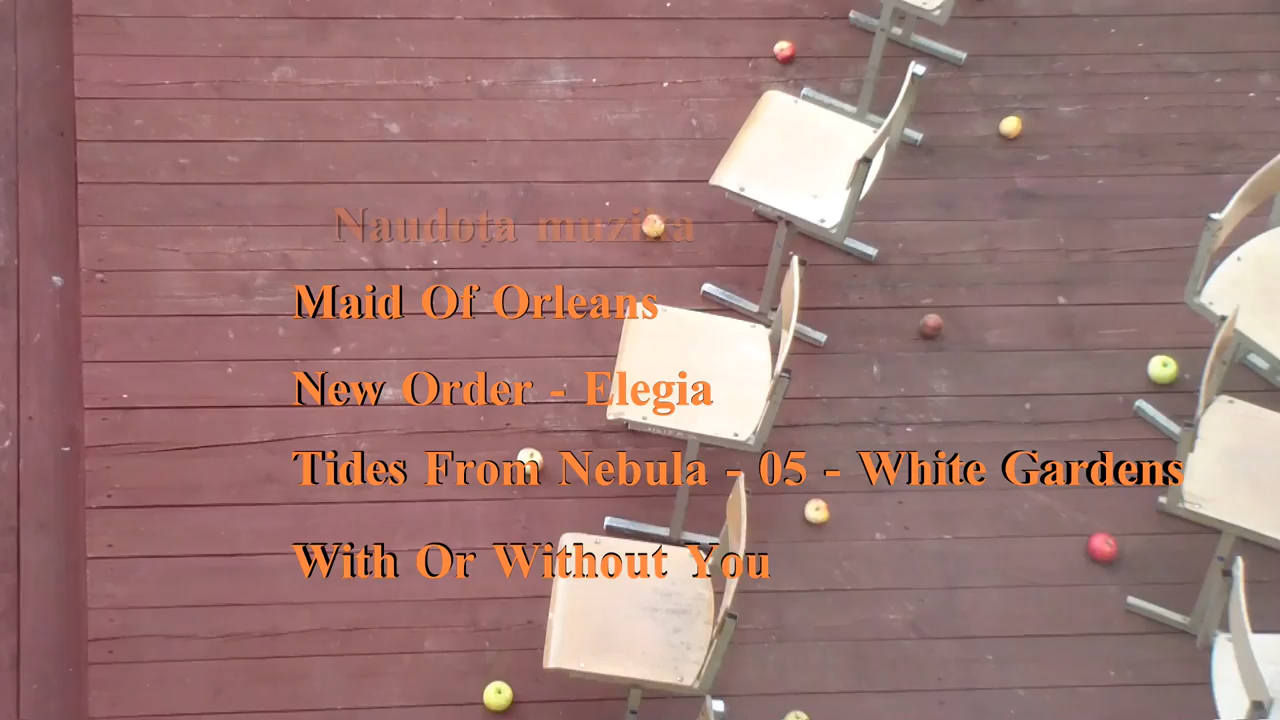 Naudota muzika
Maid Of Orleans
New Order - Elegia
Tides From Nebula - 05 - White Gardens
With Or Without You